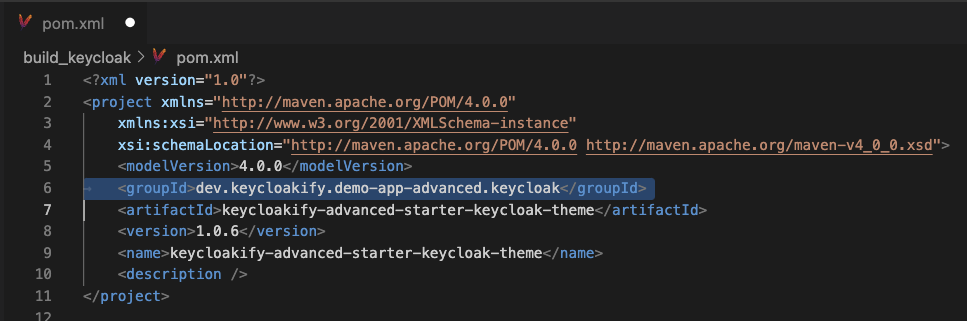 pom.xml
build_keycloak > pom.xml
1 <?xml version="1.0"?>
2 <project xmlns="http://maven.apache.org/POM/4.0.0"
3 xmlns:xsi="http://www.w3.org/2001/XMLSchema-instance"
4 xsi:schemaLocation="http://maven.apache.org/POM/4.0.0 http://maven.apache.org/maven-v4_0_0.xsd">
5 <modelVersion>4.0.0</modelVersion>
6 <groupId>dev.keycloakify.demo-app-advanced.keycloak</groupId>
7 <artifactId>keycloakify-advanced-starter-keycloak-theme</artifactId>
8 <version>1.0.6</version>
9 <name>keycloakify-advanced-starter-keycloak-theme</name>
10 <description />
11 </project>
12